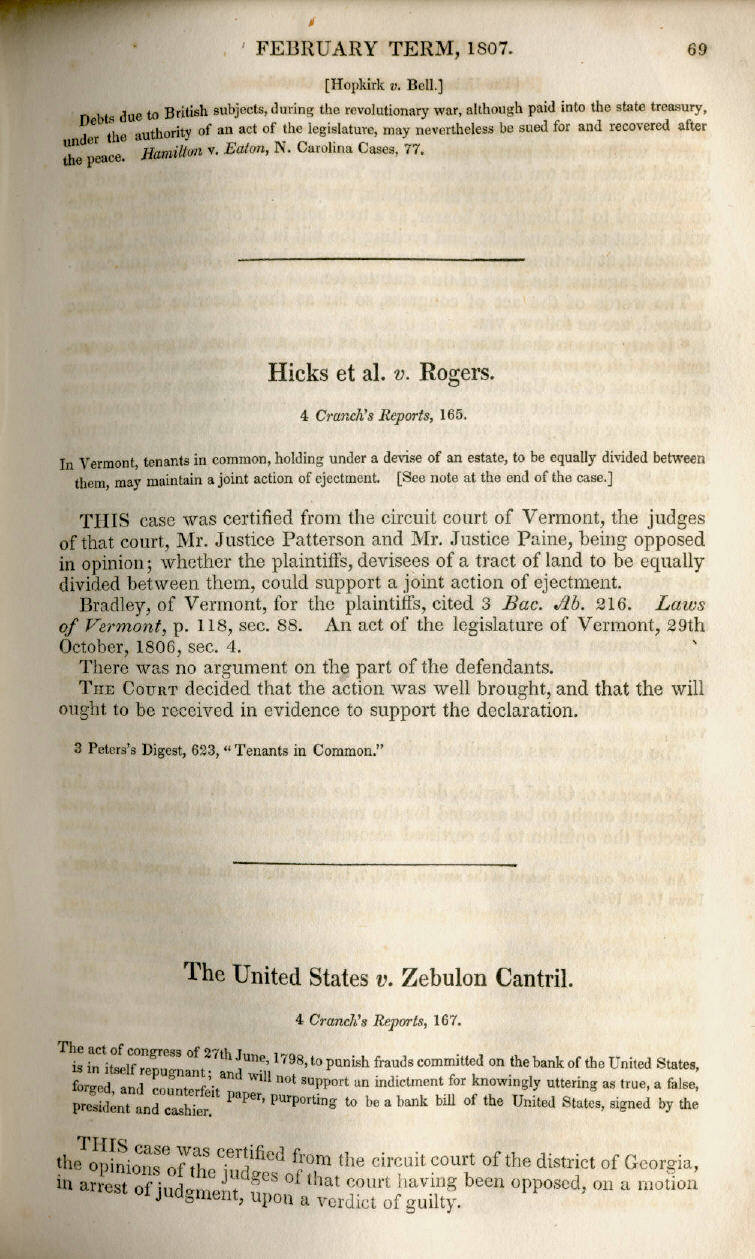 FEBRUARY TERM, 1807. 69
[Hopkirk v. Bell.]
Debts due to British subjects, during the revolutionary war, although paid into the state treasury,
under the authority of an act of the legislature, may nevertheless be sued for and recovered after
the peace. Hamilton v. Eaton, N. Carolina Cases, 77.
Hicks et al. v. Rogers.
4 Cranch's Reports, 165.
In Vermont, tenants in common, holding under a devise of an estate, to be equally divided between
them, may maintain a joint action of ejectment. [See note at the end of the case.]
THIS case was certified from the circuit court of Vermont, the judges
of that court, Mr. Justice Patterson and Mr. Justice Paine, being opposed
in opinion; whether the plaintiffs, devisees of a tract of land to be equally
divided between them, could support a joint action of ejectment.
Bradley, of Vermont, for the plaintiffs, cited 3 Bac. Ab. 216. Laws
of Vermont, p. 118, sec. 88. An act of the legislature of Vermont, 29th
October, 1806, sec. 4.
There was no argument on the part of the defendants.
THE COURT decided that the action was well brought, and that the will
ought to be received in evidence to support the declaration.
3 Peters's Digest, 623, "Tenants in Common."
The United States v. Zebulon Cantril.
4 Cranch's Reports, 167.
The act of congress of 27th June, 1798, to punish frauds committed on the bank of the United States,
is in itself repugnant; and will not support an indictment for knowingly uttering as true, a false,
forged, and counterfeit paper, purporting to be a bank bill of the United States, signed by the
president and cashier.
THIS case was certified from the circuit court of the district of Georgia,
the opinions of the judges of that court having been opposed, on a motion
in arrest of judgment, upon a verdict of guilty.